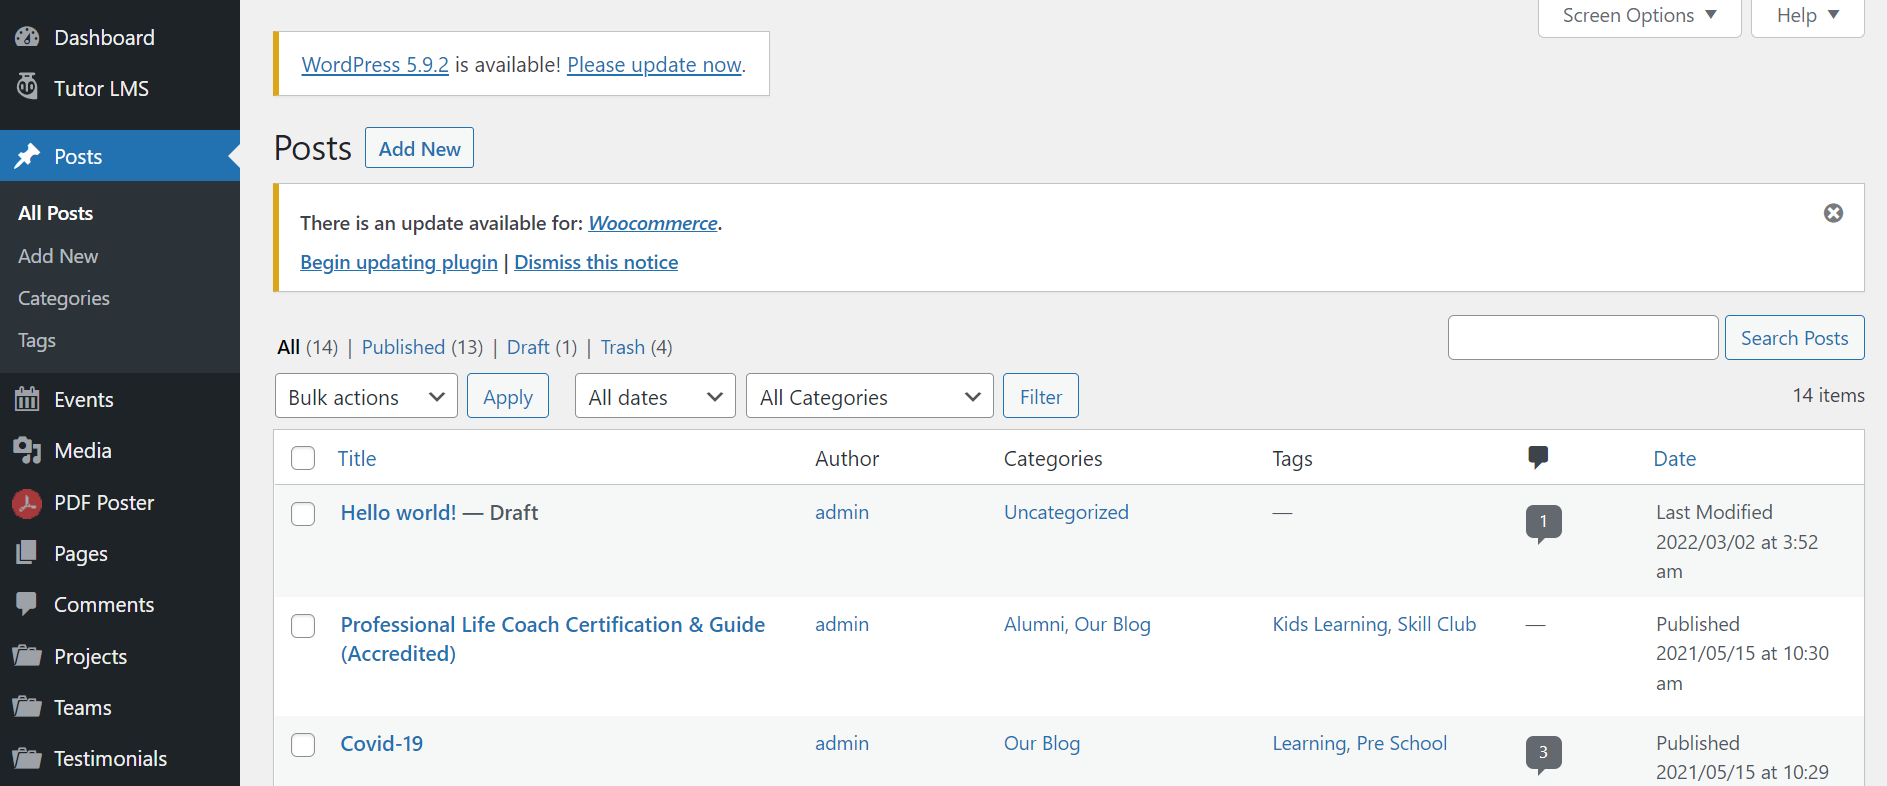 Dashboard
Tutor LMS
Posts
All Posts
Add New
Categories
Tags
Events
Media
PDF Poster
Pages
Comments
Projects
Teams
Testimonials
Screen Options
Help
WordPress 5.9.2 is available! Please update now.
Posts
Add New
There is an update available for: Woocommerce.
Begin updating plugin | Dismiss this notice
All (14) | Published (13) | Draft (1) | Trash (4)
Search Posts
Bulk actions
Apply
All dates
All Categories
Filter
14 items
Title
Author
Categories
Tags
Date
Hello world! — Draft
admin
Uncategorized
—
1
Last Modified
2022/03/02 at 3:52
am
Professional Life Coach Certification & Guide
(Accredited)
admin
Alumni, Our Blog
Kids Learning, Skill Club
—
Published
2021/05/15 at 10:30
am
Covid-19
admin
Our Blog
Learning, Pre School
3
Published
2021/05/15 at 10:29